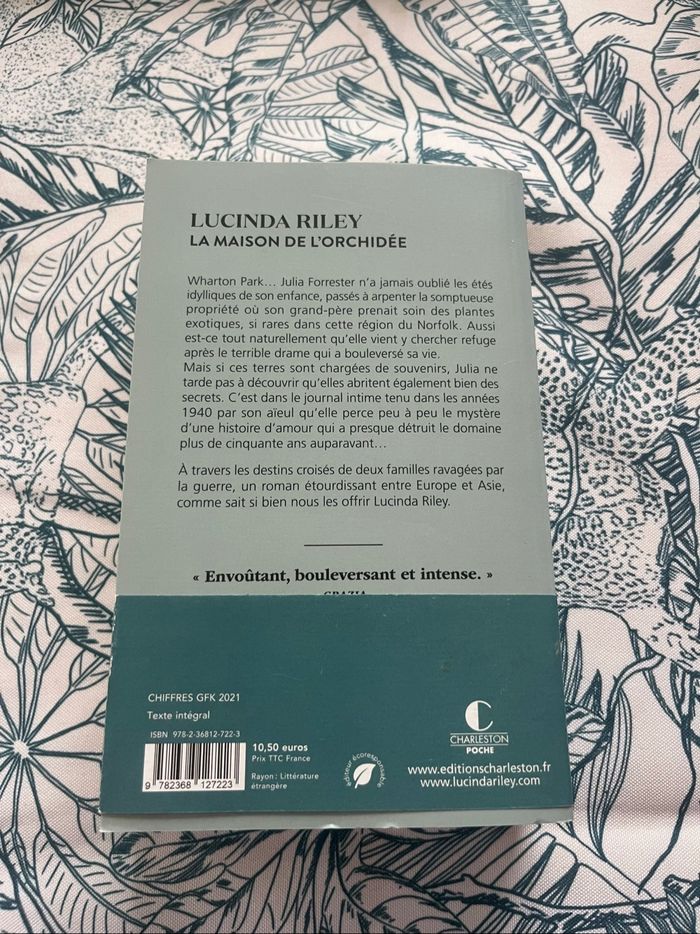 LUCINDA RILEY
LA MAISON DE L'ORCHIDÉE
Wharton Park… Julia Forrester n'a jamais oublié les étés
idylliques de son enfance, passés à arpenter la somptueuse
propriété où son grand-père prenait soin des plantes
exotiques, si rares dans cette région du Norfolk. Aussi
est-ce tout naturellement qu'elle vient y chercher refuge
après le terrible drame qui a bouleversé sa vie.
Mais si ces terres sont chargées de souvenirs, Julia ne
tarde pas à découvrir qu'elles abritent également bien des
secrets. C'est dans le journal intime tenu dans les années
1940 par son aïeul qu'elle perce peu à peu le mystère
d'une histoire d'amour qui a presque détruit le domaine
plus de cinquante ans auparavant…
À travers les destins croisés de deux familles ravagées par
la guerre, un roman étourdissant entre Europe et Asie,
comme sait si bien nous les offrir Lucinda Riley.
« Envoûtant, bouleversant et intense. »
GRAZIA
CHIFFRES GFK 2021
Texte intégral
ISBN 978-2-36812-722-3
10,50 euros
Prix TTC France
Rayon : Littérature
étrangère
9 782368 127223
éditeur écoresponsable
CHARLESTON
POCHE
www.editionscharleston.fr
www.lucindariley.com